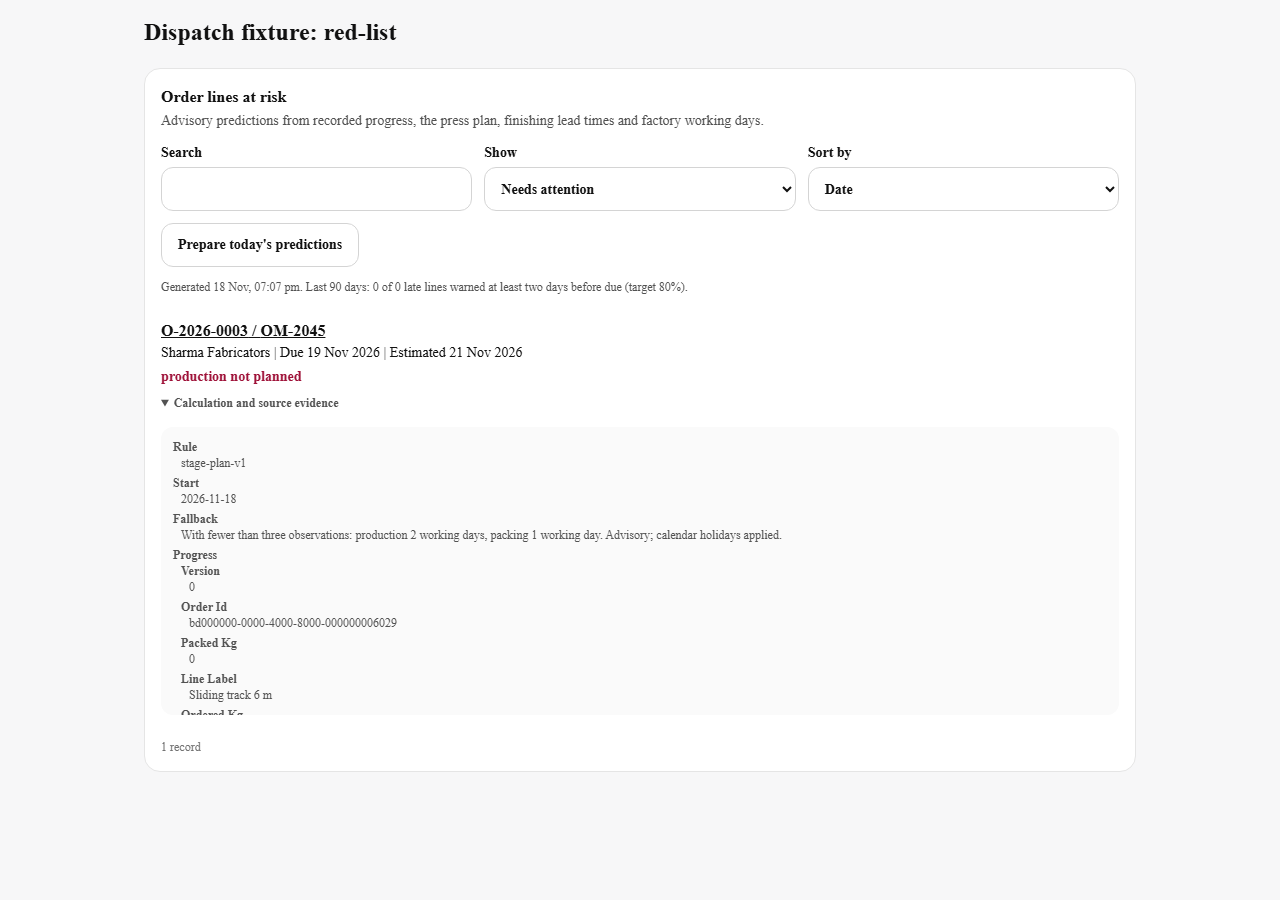 Dispatch fixture: red-list
Order lines at risk
Advisory predictions from recorded progress, the press plan, finishing lead times and factory working days.
Search
Show
Sort by
Needs attention
Date
Prepare today's predictions
Generated 18 Nov, 07:07 pm. Last 90 days: 0 of 0 late lines warned at least two days before due (target 80%).
O-2026-0003 / OM-2045
Sharma Fabricators | Due 19 Nov 2026 | Estimated 21 Nov 2026
production not planned
▼ Calculation and source evidence
Rule
stage-plan-v1
Start
2026-11-18
Fallback
With fewer than three observations: production 2 working days, packing 1 working day. Advisory; calendar holidays applied.
Progress
Version
0
Order Id
bd000000-0000-4000-8000-000000006029
Packed Kg
0
Line Label
Sliding track 6 m
Ordered Kg
1 record